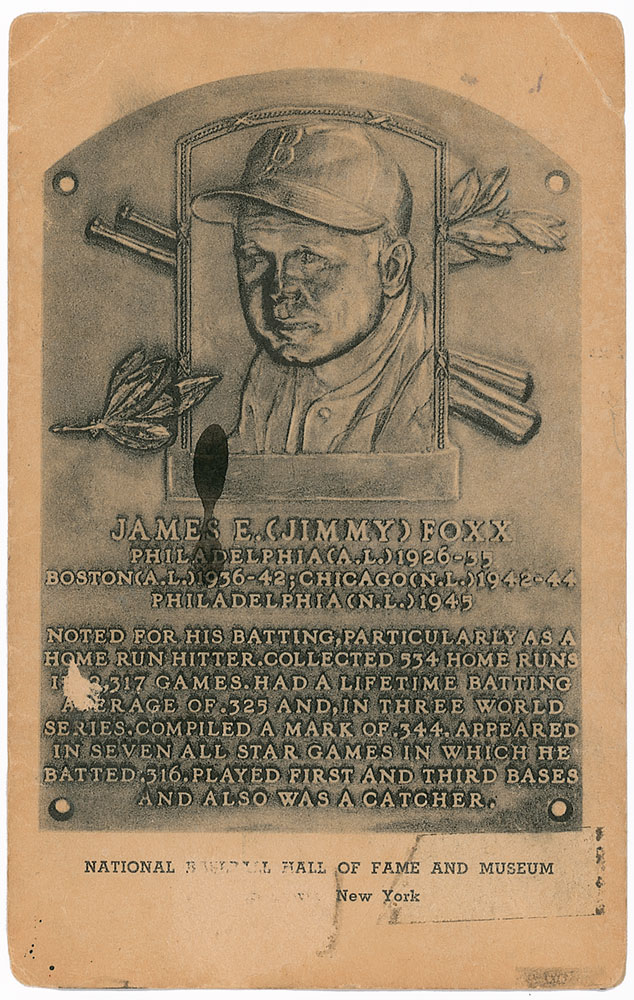 B
JAMES E. (JIMMY) FOXX
PHILADELPHIA (A.L.) 1926-35
BOSTON (A.L.) 1936-42; CHICAGO (N.L.) 1942-44
PHILADELPHIA (N.L.) 1945
NOTED FOR HIS BATTING, PARTICULARLY AS A
HOME RUN HITTER. COLLECTED 534 HOME RUNS
317 GAMES. HAD A LIFETIME BATTING
AVERAGE OF .325 AND, IN THREE WORLD
SERIES, COMPILED A MARK OF .344. APPEARED
IN SEVEN ALL STAR GAMES IN WHICH HE
BATTED .316. PLAYED FIRST AND THIRD BASES
AND ALSO WAS A CATCHER.
NATIONAL BASEBALL HALL OF FAME AND MUSEUM
New York